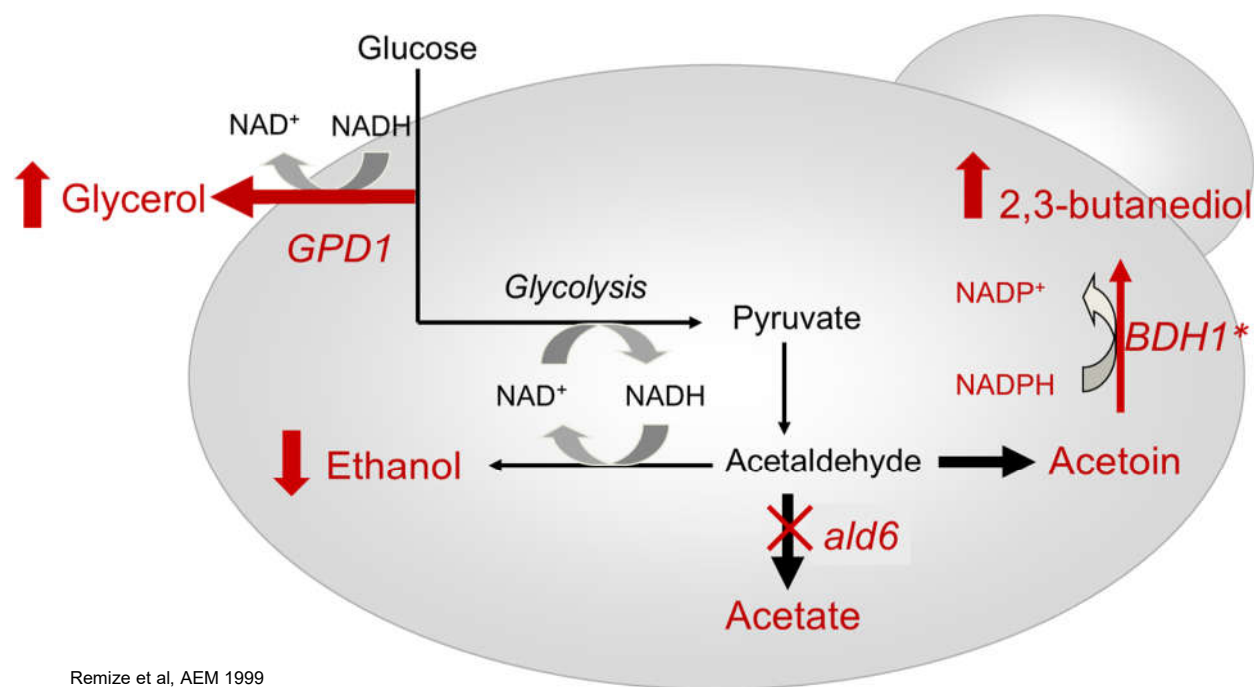 Glucose
NAD⁺ NADH
Glycerol
GPD1
2,3-butanediol
Glycolysis
Pyruvate
NADP⁺
BDH1*
NAD⁺ NADH
NADPH
Ethanol
Acetaldehyde
Acetoin
ald6
Acetate
Remize et al, AEM 1999